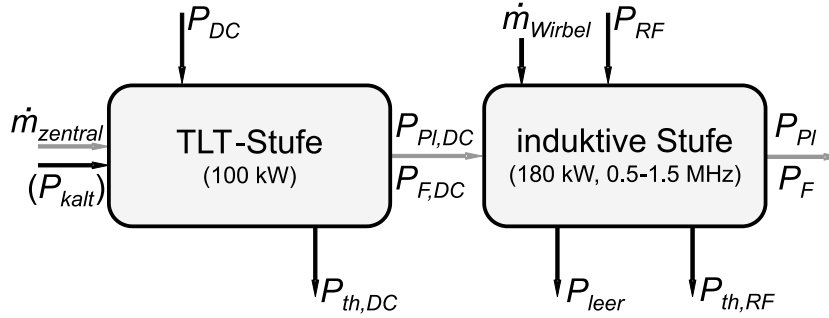 P_DC
ṁ_Wirbel
P_RF
ṁ_zentral
(P_kalt)
TLT-Stufe
(100 kW)
P_Pl,DC
P_F,DC
induktive Stufe
(180 kW, 0.5-1.5 MHz)
P_Pl
P_F
P_th,DC
P_leer
P_th,RF